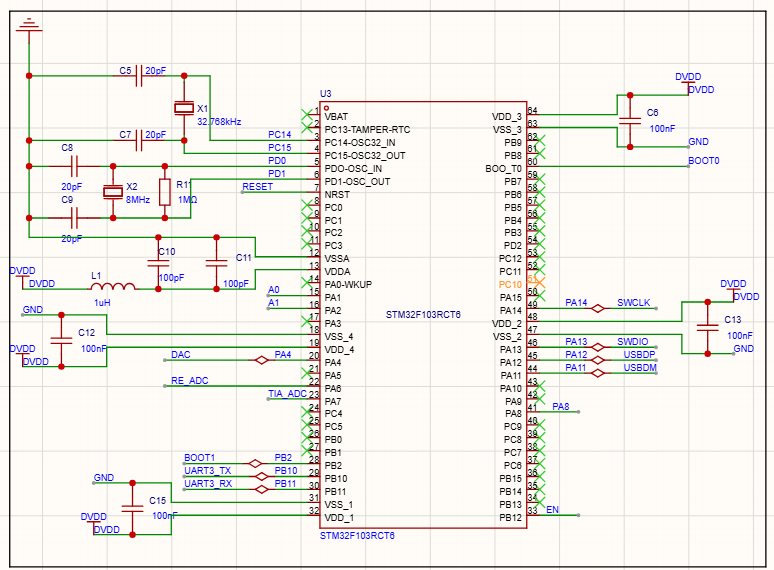 C5 20pF
X1
32.768kHz
C7 20pF
PC14
PC15
C8
20pF
PD0
PD1
X2
8MHz
R11
1MΩ
C9
20pF
RESET
C10
100pF
C11
100pF
DVDD
DVDD
L1
1uH
GND
C12
100nF
DVDD
DVDD
A0
A1
DAC PA4
RE_ADC
TIA_ADC
BOOT1 PB2
UART3_TX PB10
UART3_RX PB11
GND
C15
100nF
DVDD
DVDD
U3
1 VBAT
2 PC13-TAMPER-RTC
3 PC14-OSC32_IN
4 PC15-OSC32_OUT
5 PDO-OSC_IN
6 PD1-OSC_OUT
7 NRST
8 PC0
9 PC1
10 PC2
11 PC3
12 VSSA
13 VDDA
14 PA0-WKUP
15 PA1
16 PA2
17 PA3
18 VSS_4
19 VDD_4
20 PA4
21 PA5
22 PA6
23 PA7
24 PC4
25 PC5
26 PB0
27 PB1
28 PB2
29 PB10
30 PB11
31 VSS_1
32 VDD_1
STM32F103RCT6
STM32F103RCT6
VDD_3 64
VSS_3 63
PB9 62
PB8 61
BOO_T0 60
PB7 59
PB6 58
PB5 57
PB4 56
PB3 55
PD2 54
PC12 53
PC11 52
PC10 51
PA15 50
PA14 49
VDD_2 48
VSS_2 47
PA13 46
PA12 45
PA11 44
PA10 43
PA9 42
PA8 41
PC9 40
PC8 39
PC7 38
PC6 37
PB15 36
PB14 35
PB13 34
PB12 33
DVDD
DVDD
C6
100nF
GND
BOOT0
PA14 SWCLK
DVDD
DVDD
C13
100nF
GND
PA13 SWDIO
PA12 USBDP
PA11 USBDM
PA8
EN